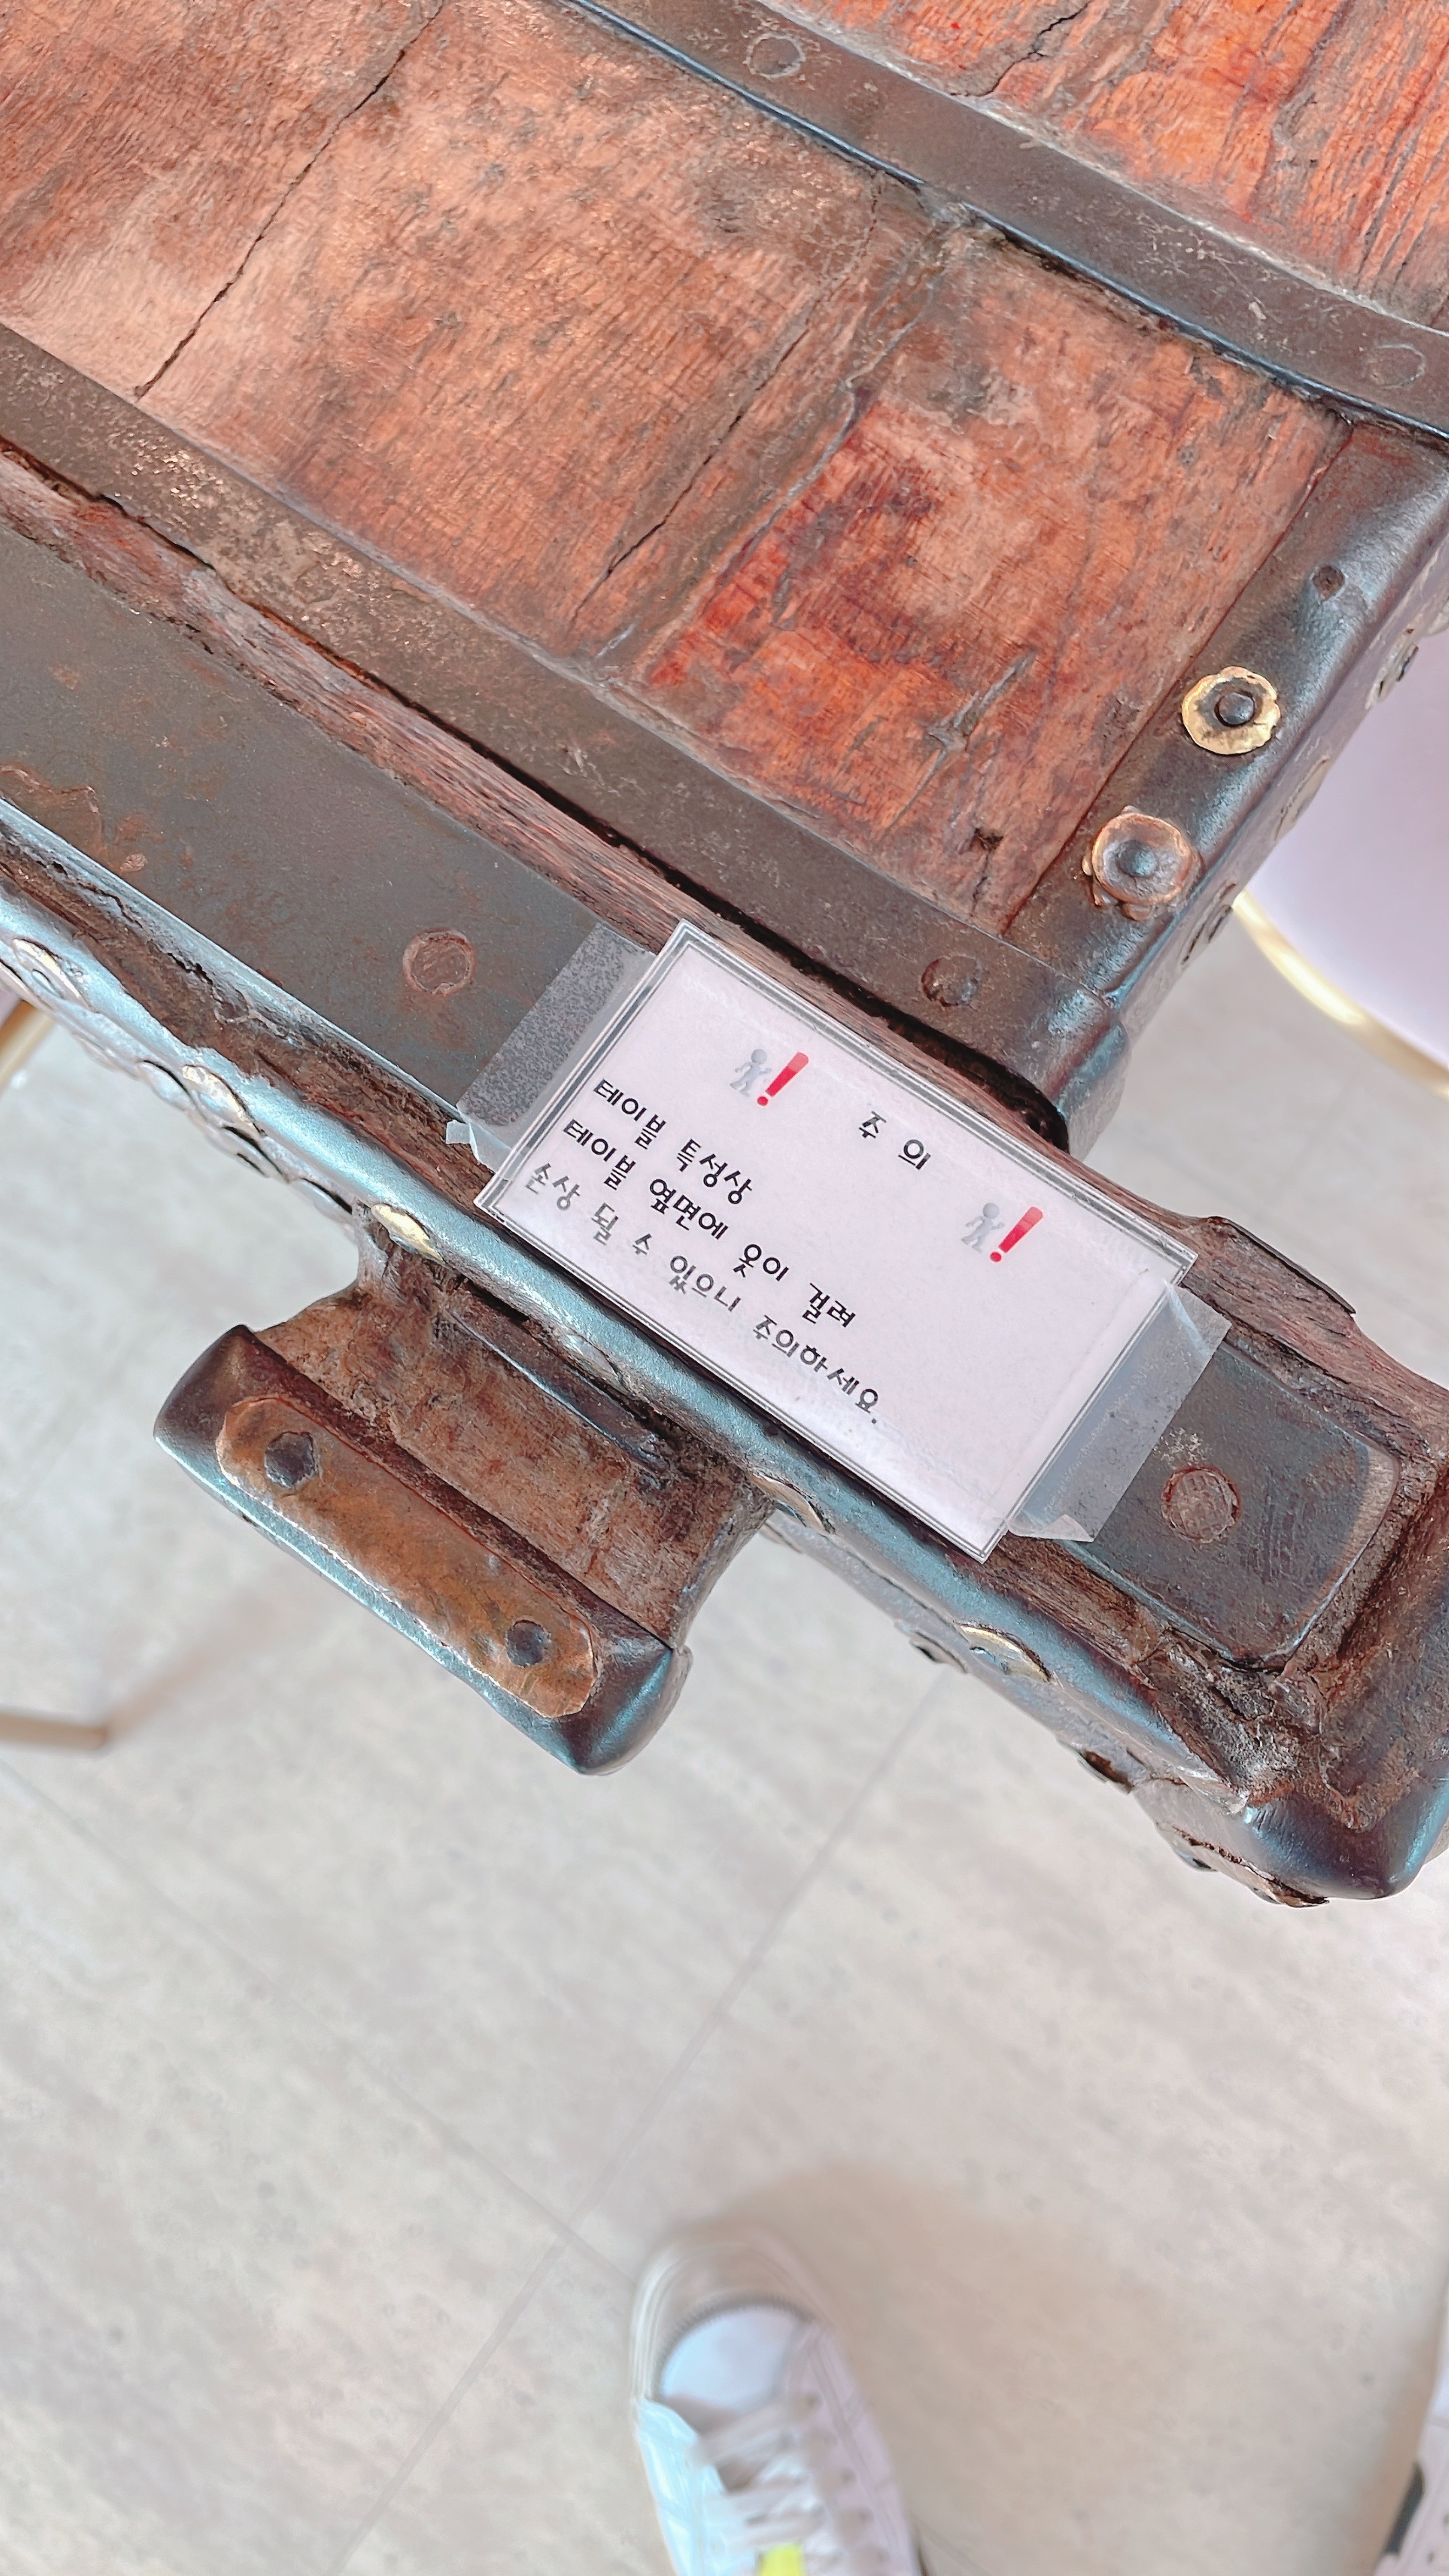 주 의
테이블 특성상
테이블 옆면에 옷이 걸려
손상 될 수 있으니 주의하세요.